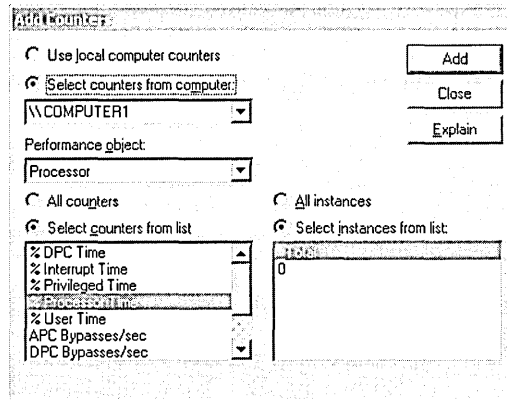 Add Counters
Use local computer counters
Select counters from computer:
\\COMPUTER1
Performance object:
Processor
All counters
Select counters from list
% DPC Time
% Interrupt Time
% Privileged Time
% Processor Time
% User Time
APC Bypasses/sec
DPC Bypasses/sec
All instances
Select instances from list:
_Total
0
Add
Close
Explain